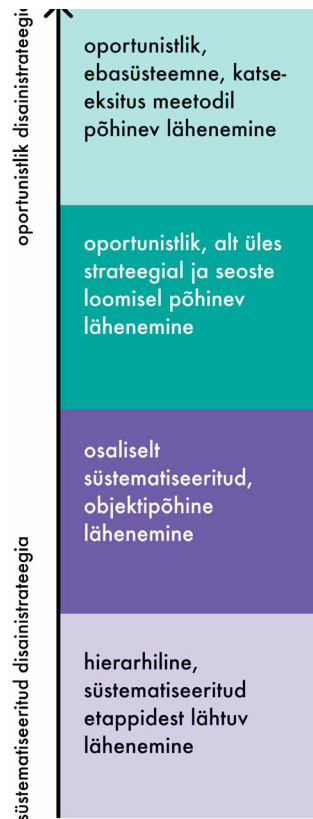 oportunistlik,
ebasüsteemne, katse-
eksitus meetodil
põhinev lähenemine
oportunistlik disainistrateegia
oportunistlik, alt üles
strateegial ja seoste
loomisel põhinev
lähenemine
osaliselt
süstematiseeritud,
objektipõhine
lähenemine
süstematiseeritud disainistrateegia
hierarhiline,
süstematiseeritud
etappidest lähtuv
lähenemine